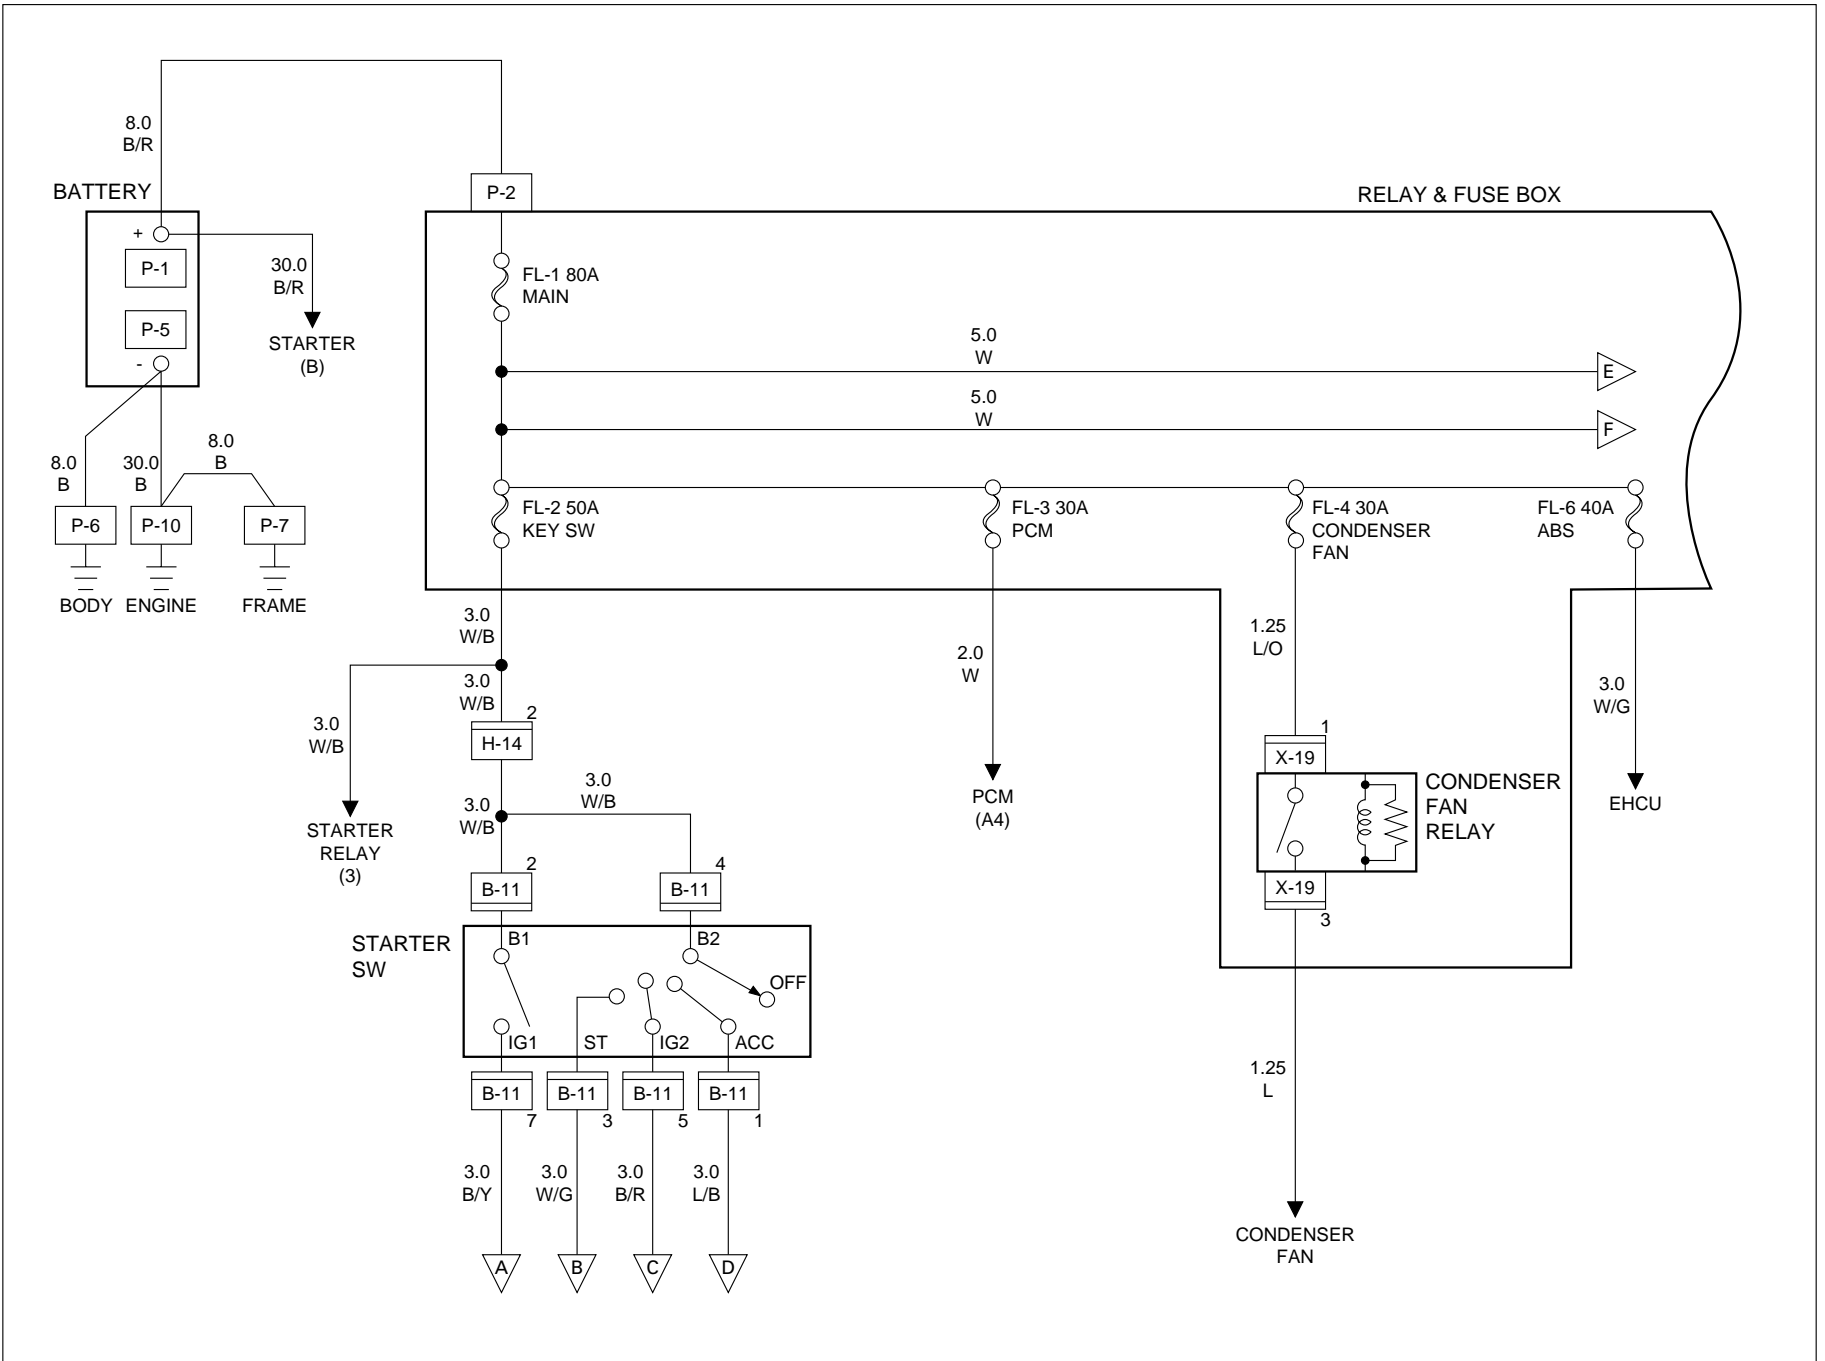 8.0
B/R
BATTERY
P-2
RELAY & FUSE BOX
+
P-1
30.0
B/R
FL-1 80A
MAIN
P-5
-
STARTER
(B)
5.0
W
E
5.0
W
F
8.0
B
30.0
B
8.0
B
P-6
P-10
P-7
BODY
ENGINE
FRAME
FL-2 50A
KEY SW
FL-3 30A
PCM
FL-4 30A
CONDENSER
FAN
FL-6 40A
ABS
3.0
W/B
3.0
W/B
2
H-14
3.0
W/B
STARTER
RELAY
(3)
2.0
W
PCM
(A4)
1.25
L/O
1
X-19
CONDENSER
FAN
RELAY
X-19
3
3.0
W/G
EHCU
3.0
W/B
3.0
W/B
2
B-11
4
B-11
STARTER
SW
B1
B2
OFF
IG1
ST
IG2
ACC
B-11
7
B-11
3
B-11
5
B-11
1
3.0
B/Y
3.0
W/G
3.0
B/R
3.0
L/B
A
B
C
D
1.25
L
CONDENSER
FAN